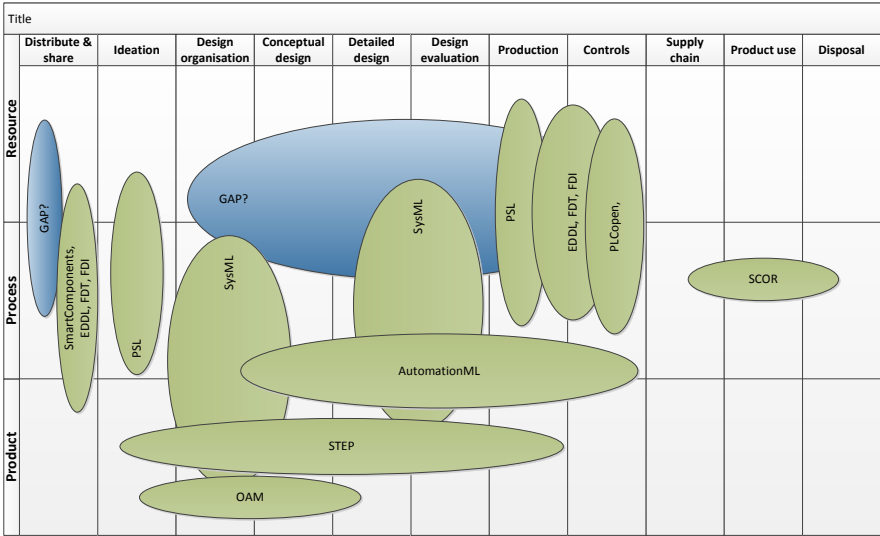 Title
Distribute &
share
Ideation
Design
organisation
Conceptual
design
Detailed
design
Design
evaluation
Production
Controls
Supply
chain
Product use
Disposal
Resource
Process
Product
GAP?
SmartComponents,
EDDL, FDT, FDI
PSL
GAP?
SysML
SysML
PSL
EDDL, FDT, FDI
PLCopen,
SCOR
AutomationML
STEP
OAM